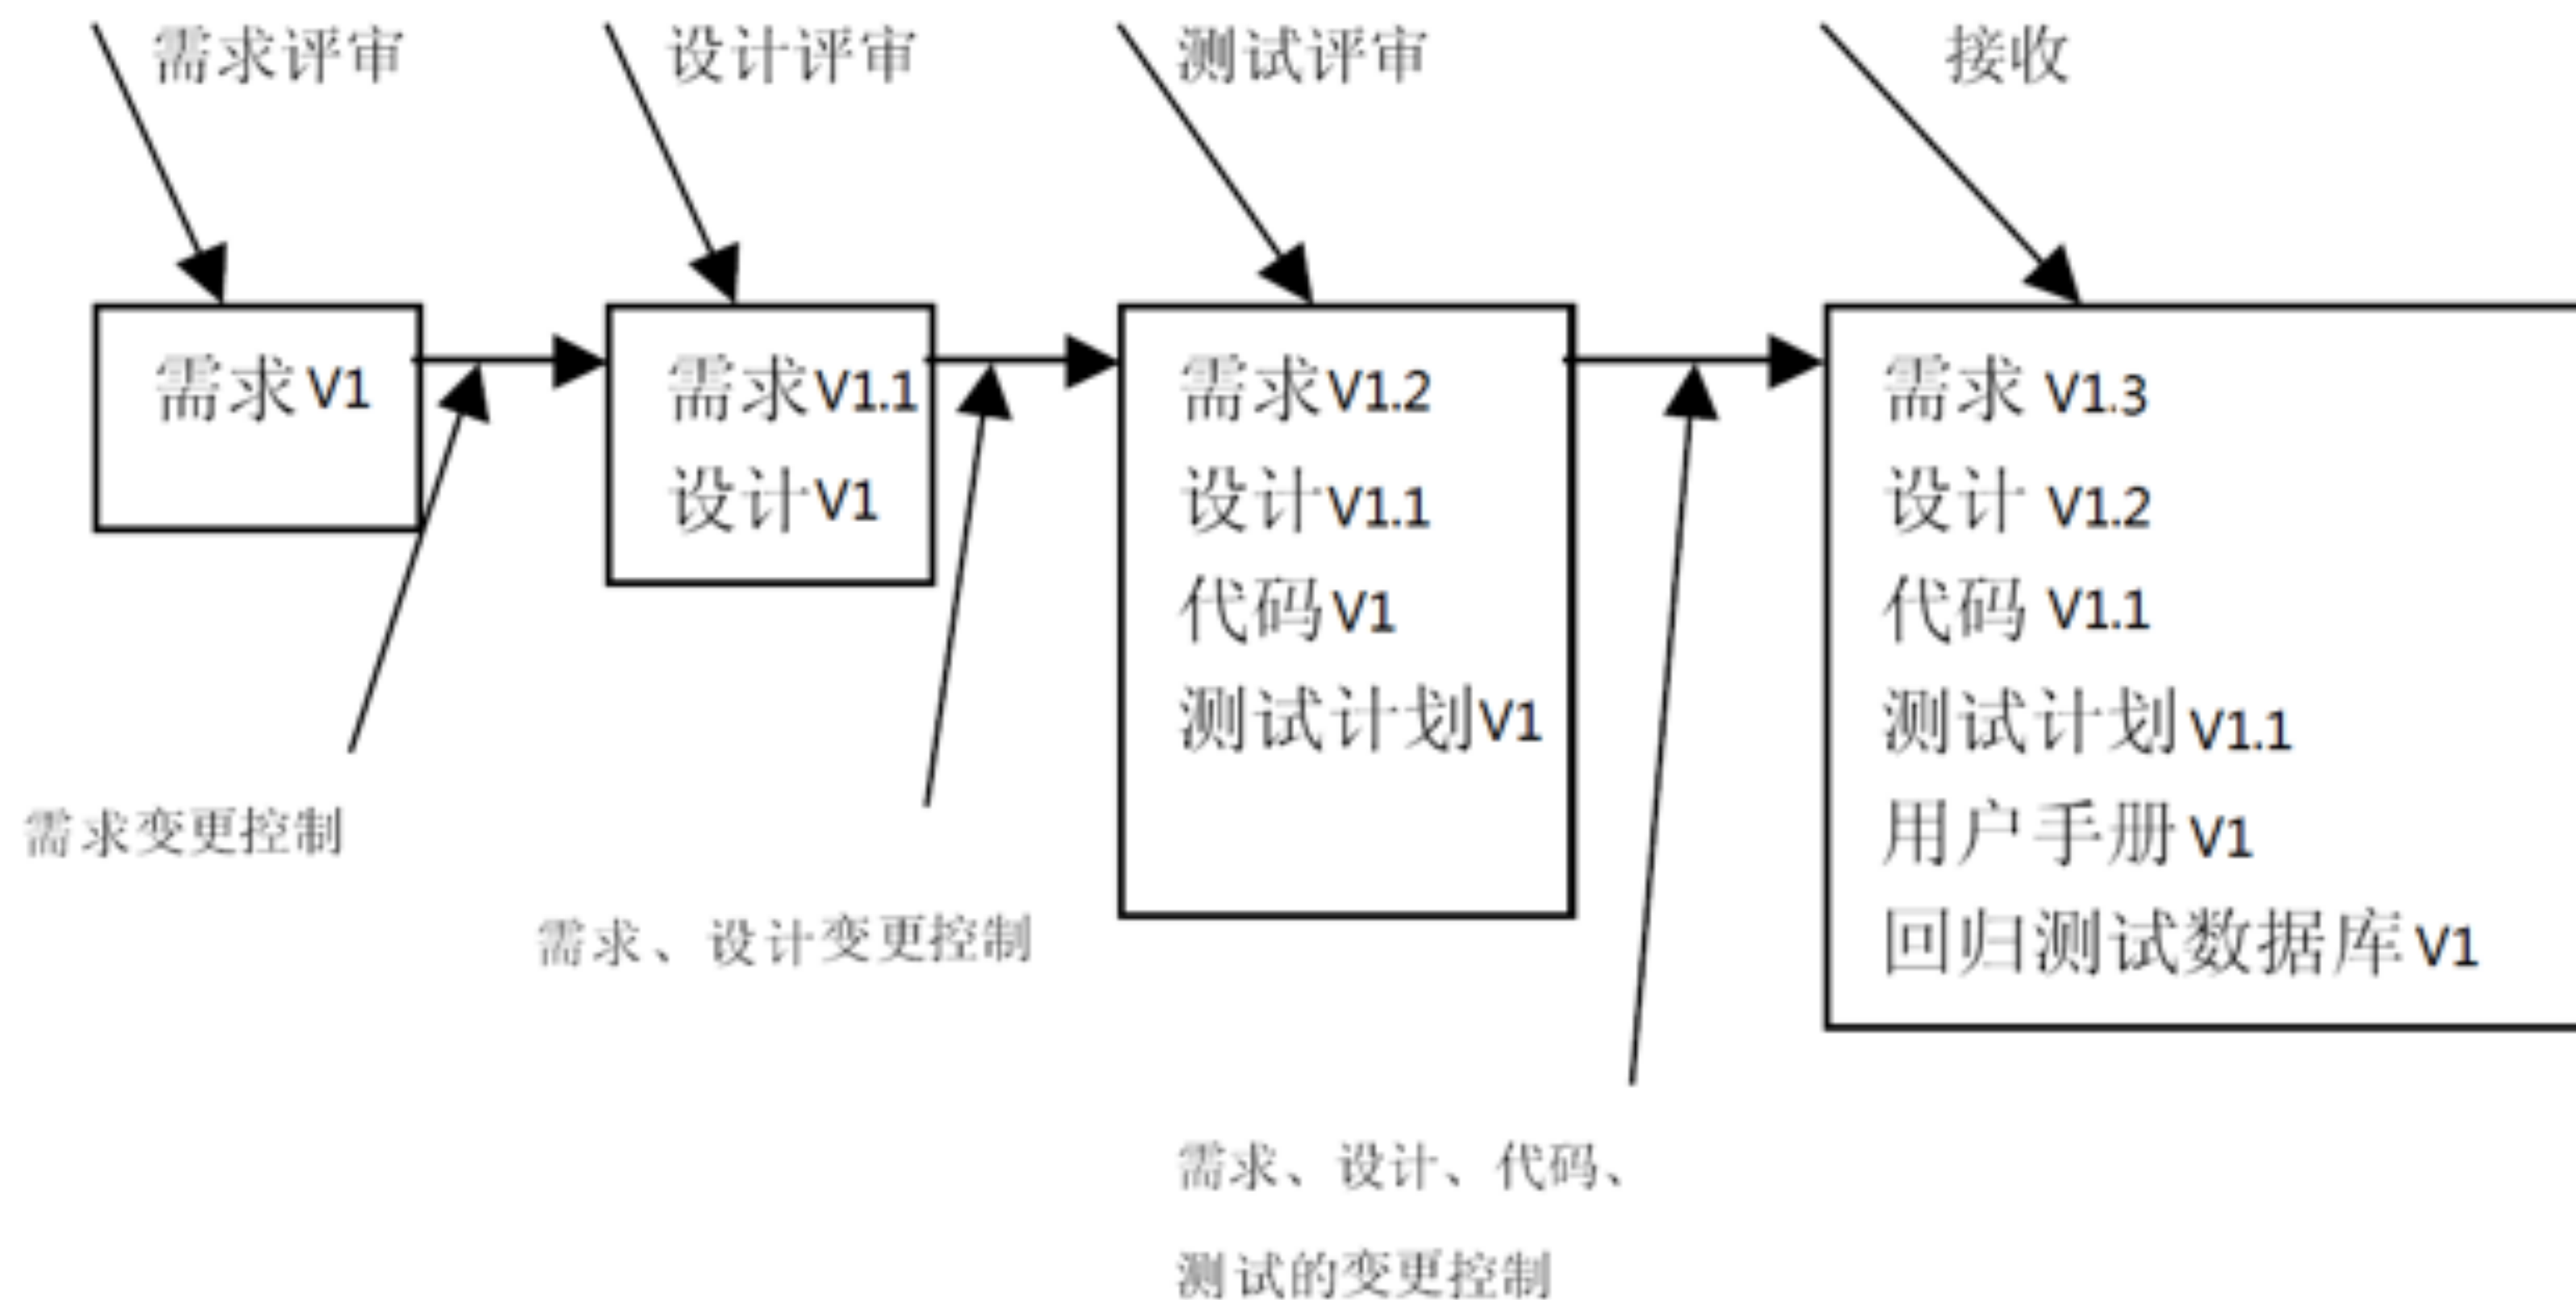 需求评审
设计评审
测试评审
接收
需求V1
需求V1.1
设计V1
需求V1.2
设计V1.1
代码V1
测试计划V1
需求 V1.3
设计 V1.2
代码 V1.1
测试计划V1.1
用户手册V1
回归测试数据库V1
需求变更控制
需求、设计变更控制
需求、设计、代码、
测试的变更控制